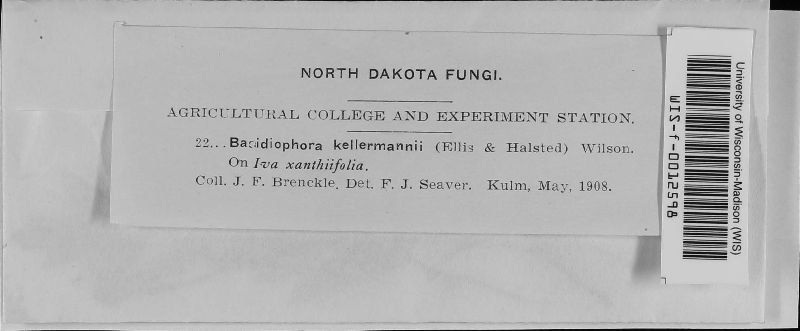 NORTH DAKOTA FUNGI.
AGRICULTURAL COLLEGE AND EXPERIMENT STATION.
22... Basidiophora kellermannii (Ellis & Halsted) Wilson.
On Iva xanthiifolia.
Coll. J. F. Brenckle. Det. F. J. Seaver. Kulm, May, 1908.
University of Wisconsin-Madison (WIS)
WIS-f-0012598